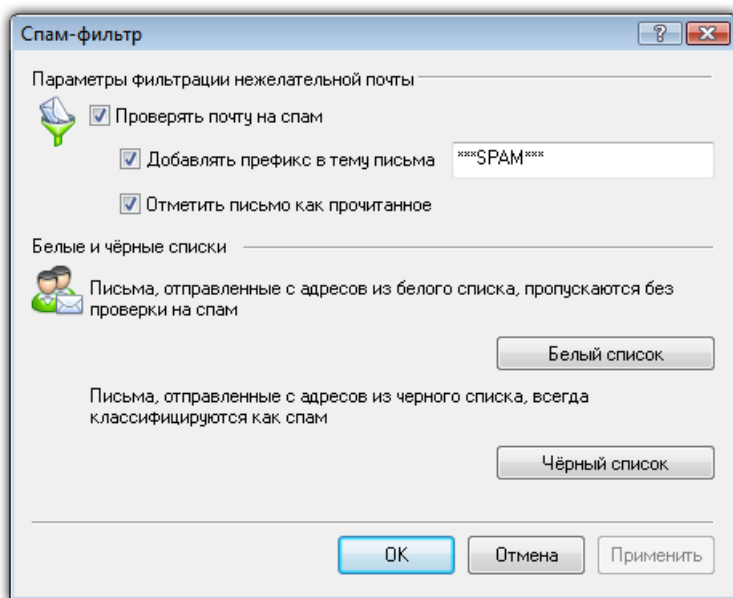 Спам-фильтр
Параметры фильтрации нежелательной почты
Проверять почту на спам
Добавлять префикс в тему письма ***SPAM***
Отметить письмо как прочитанное
Белые и чёрные списки
Письма, отправленные с адресов из белого списка, пропускаются без
проверки на спам
Белый список
Письма, отправленные с адресов из черного списка, всегда
классифицируются как спам
Чёрный список
OK Отмена Применить